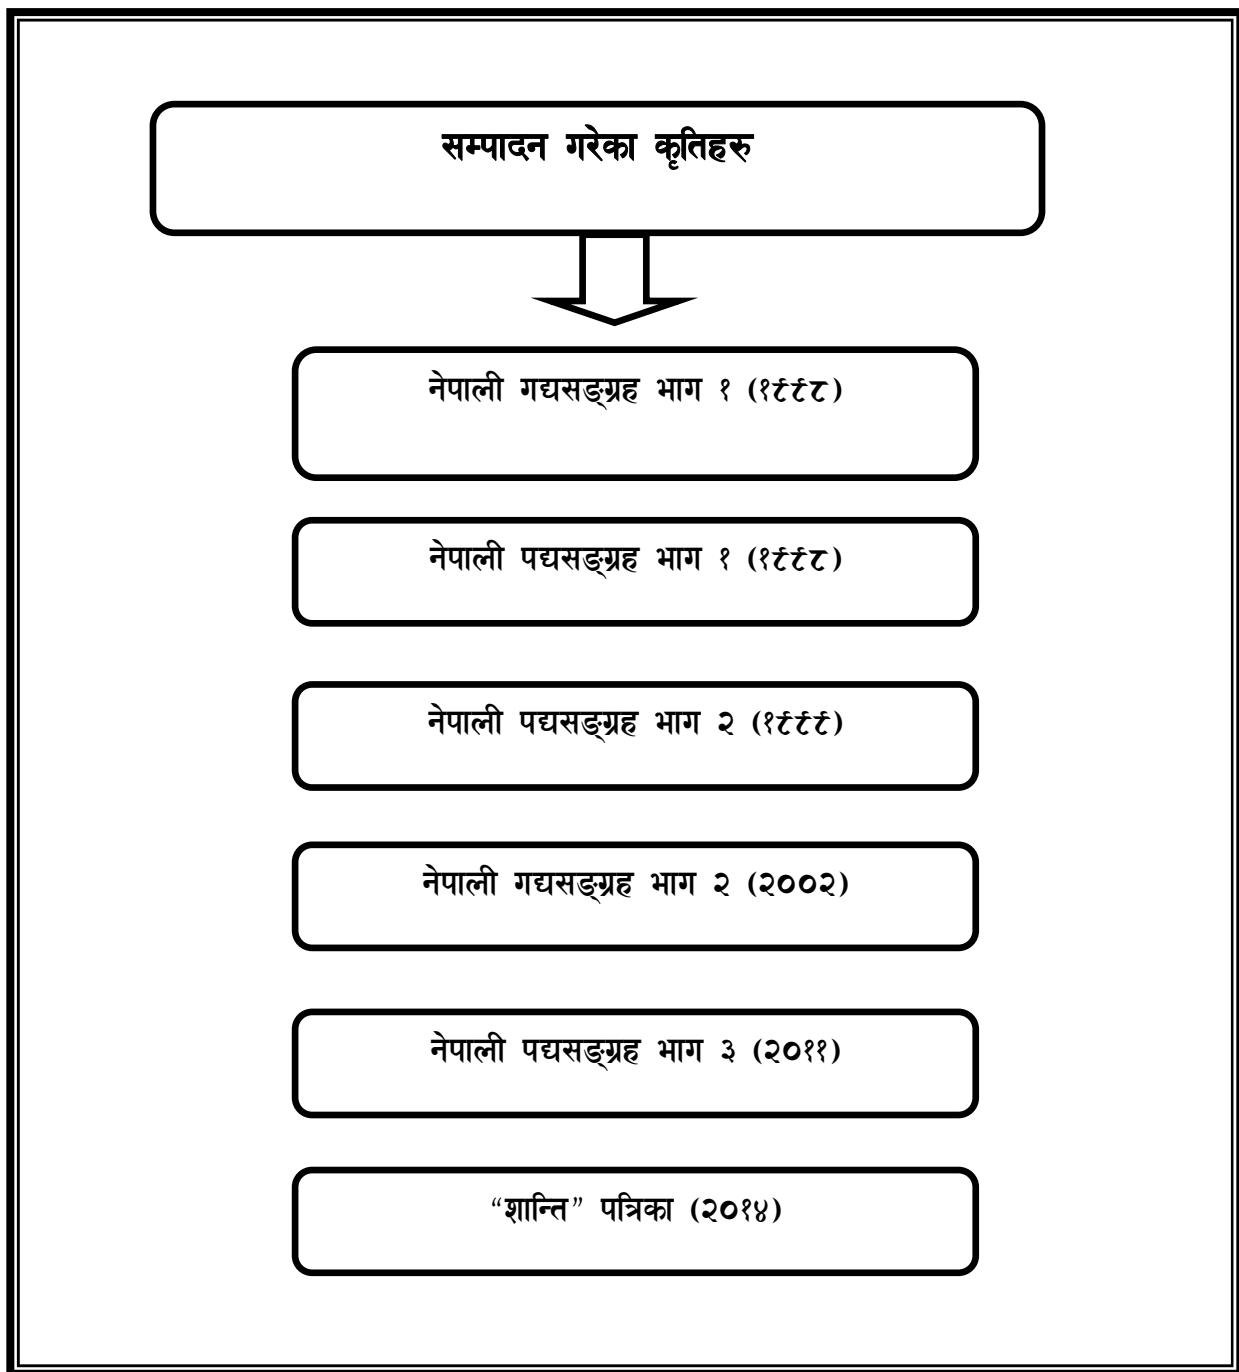 सम्पादन गरेका कृतिहरु
नेपाली गद्यसङ्ग्रह भाग १ (१९९८)
नेपाली पद्यसङ्ग्रह भाग १ (१९९८)
नेपाली पद्यसङ्ग्रह भाग २ (१९९९)
नेपाली गद्यसङ्ग्रह भाग २ (२००२)
नेपाली पद्यसङ्ग्रह भाग ३ (२०११)
“शान्ति” पत्रिका (२०१४)